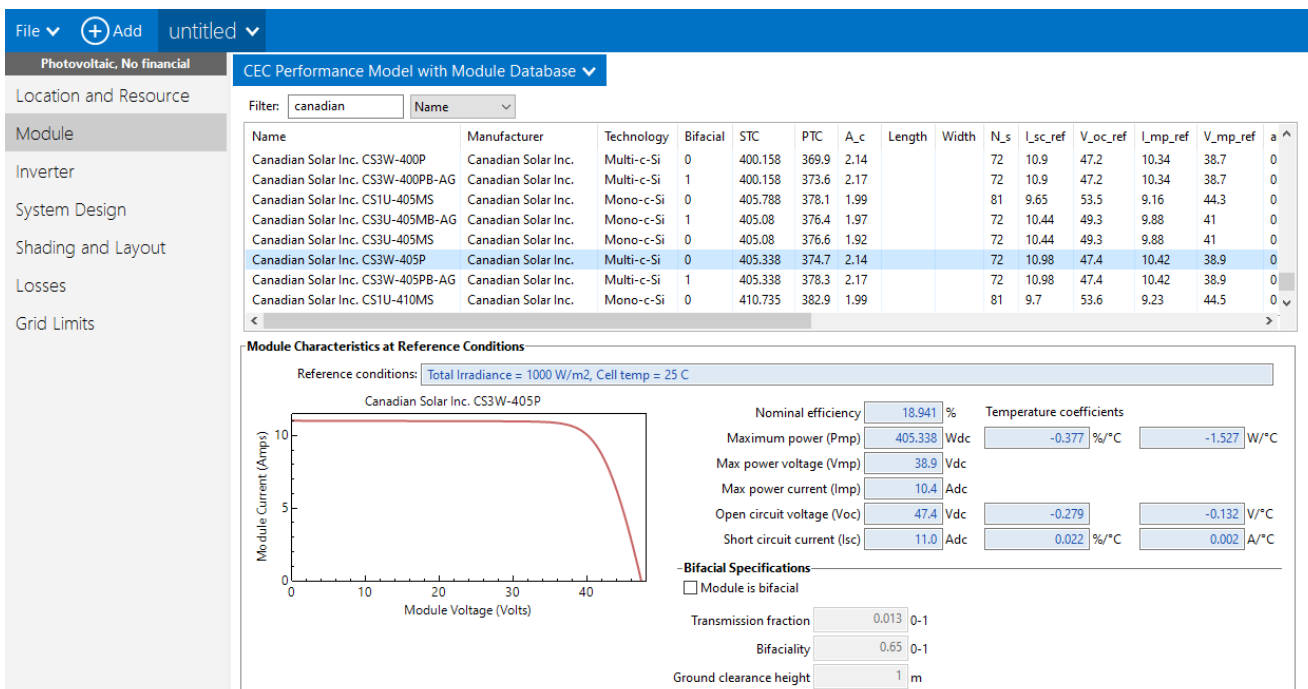 File Add untitled
Photovoltaic, No financial
Location and Resource
Module
Inverter
System Design
Shading and Layout
Losses
Grid Limits
CEC Performance Model with Module Database
Filter: canadian Name
Name Manufacturer Technology Bifacial STC PTC A_c Length Width N_s I_sc_ref V_oc_ref I_mp_ref V_mp_ref a
Canadian Solar Inc. CS3W-400P Canadian Solar Inc. Multi-c-Si 0 400.158 369.9 2.14 72 10.9 47.2 10.34 38.7 0
Canadian Solar Inc. CS3W-400PB-AG Canadian Solar Inc. Multi-c-Si 1 400.158 373.6 2.17 72 10.9 47.2 10.34 38.7 0
Canadian Solar Inc. CS1U-405MS Canadian Solar Inc. Mono-c-Si 0 405.788 378.1 1.99 81 9.65 53.5 9.16 44.3 0
Canadian Solar Inc. CS3U-405MB-AG Canadian Solar Inc. Mono-c-Si 1 405.08 376.4 1.97 72 10.44 49.3 9.88 41 0
Canadian Solar Inc. CS3U-405MS Canadian Solar Inc. Mono-c-Si 0 405.08 376.6 1.92 72 10.44 49.3 9.88 41 0
Canadian Solar Inc. CS3W-405P Canadian Solar Inc. Multi-c-Si 0 405.338 374.7 2.14 72 10.98 47.4 10.42 38.9 0
Canadian Solar Inc. CS3W-405PB-AG Canadian Solar Inc. Multi-c-Si 1 405.338 378.3 2.17 72 10.98 47.4 10.42 38.9 0
Canadian Solar Inc. CS1U-410MS Canadian Solar Inc. Mono-c-Si 0 410.735 382.9 1.99 81 9.7 53.6 9.23 44.5 0
Module Characteristics at Reference Conditions
Reference conditions: Total Irradiance = 1000 W/m2, Cell temp = 25 C
Canadian Solar Inc. CS3W-405P
Module Current (Amps)
10
5
0
0 10 20 30 40
Module Voltage (Volts)
Nominal efficiency 18.941 % Temperature coefficients
Maximum power (Pmp) 405.338 Wdc -0.377 %/°C -1.527 W/°C
Max power voltage (Vmp) 38.9 Vdc
Max power current (Imp) 10.4 Adc
Open circuit voltage (Voc) 47.4 Vdc -0.279 -0.132 V/°C
Short circuit current (Isc) 11.0 Adc 0.022 %/°C 0.002 A/°C
Bifacial Specifications
Module is bifacial
Transmission fraction 0.013 0-1
Bifaciality 0.65 0-1
Ground clearance height 1 m